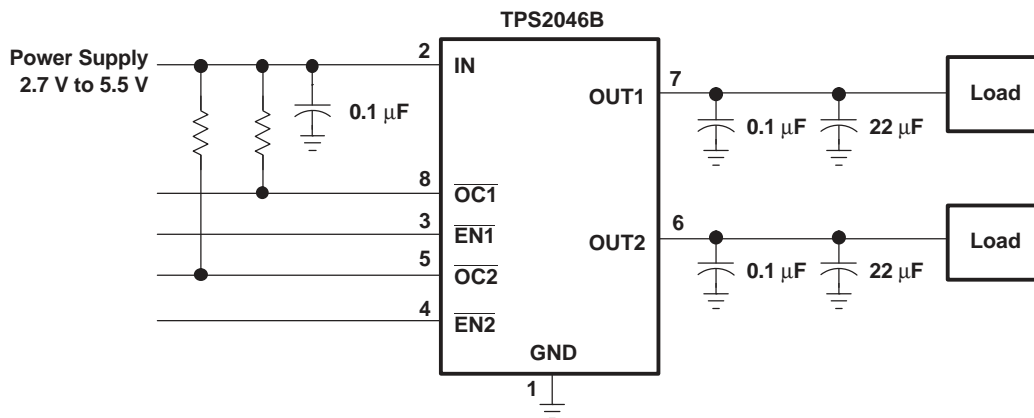 TPS2046B
Power Supply
2.7 V to 5.5 V
2
IN
0.1 μF
7
OUT1
0.1 μF
22 μF
Load
8
OC1
3
EN1
5
OC2
4
EN2
6
OUT2
0.1 μF
22 μF
Load
GND
1